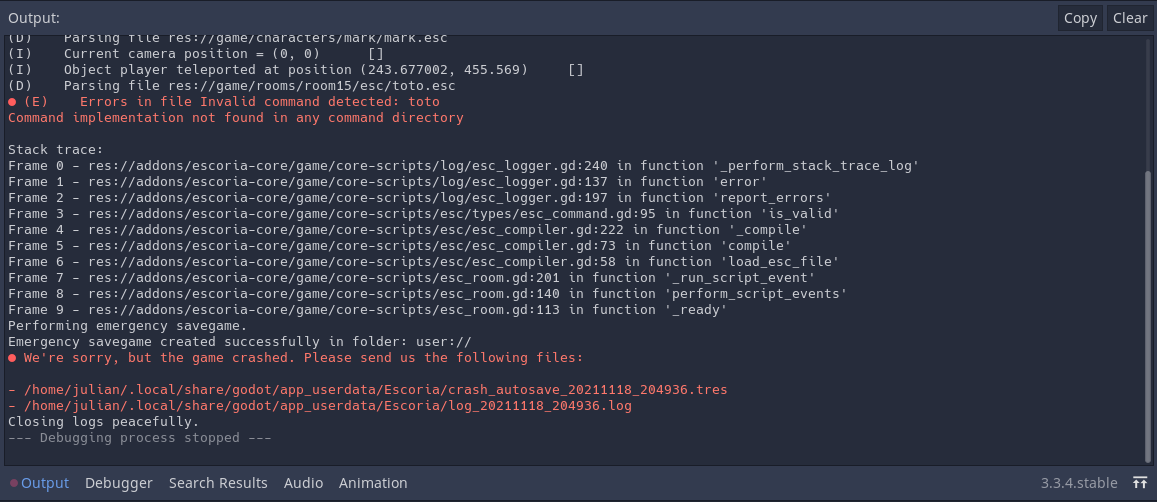 Output:
Copy
Clear
(D)    Parsing file res://game/characters/mark/mark.esc
(I)    Current camera position = (0, 0)      []
(I)    Object player teleported at position (243.677002, 455.569)     []
(D)    Parsing file res://game/rooms/room15/esc/toto.esc
● (E)    Errors in file Invalid command detected: toto
Command implementation not found in any command directory
Stack trace:
Frame 0 - res://addons/escoria-core/game/core-scripts/log/esc_logger.gd:240 in function '_perform_stack_trace_log'
Frame 1 - res://addons/escoria-core/game/core-scripts/log/esc_logger.gd:137 in function 'error'
Frame 2 - res://addons/escoria-core/game/core-scripts/log/esc_logger.gd:197 in function 'report_errors'
Frame 3 - res://addons/escoria-core/game/core-scripts/esc/types/esc_command.gd:95 in function 'is_valid'
Frame 4 - res://addons/escoria-core/game/core-scripts/esc/esc_compiler.gd:222 in function '_compile'
Frame 5 - res://addons/escoria-core/game/core-scripts/esc/esc_compiler.gd:73 in function 'compile'
Frame 6 - res://addons/escoria-core/game/core-scripts/esc/esc_compiler.gd:58 in function 'load_esc_file'
Frame 7 - res://addons/escoria-core/game/core-scripts/esc_room.gd:201 in function '_run_script_event'
Frame 8 - res://addons/escoria-core/game/core-scripts/esc_room.gd:140 in function 'perform_script_events'
Frame 9 - res://addons/escoria-core/game/core-scripts/esc_room.gd:113 in function '_ready'
Performing emergency savegame.
Emergency savegame created successfully in folder: user://
● We're sorry, but the game crashed. Please send us the following files:
- /home/julian/.local/share/godot/app_userdata/Escoria/crash_autosave_20211118_204936.tres
- /home/julian/.local/share/godot/app_userdata/Escoria/log_20211118_204936.log
Closing logs peacefully.
--- Debugging process stopped ---
Output
Debugger
Search Results
Audio
Animation
3.3.4.stable